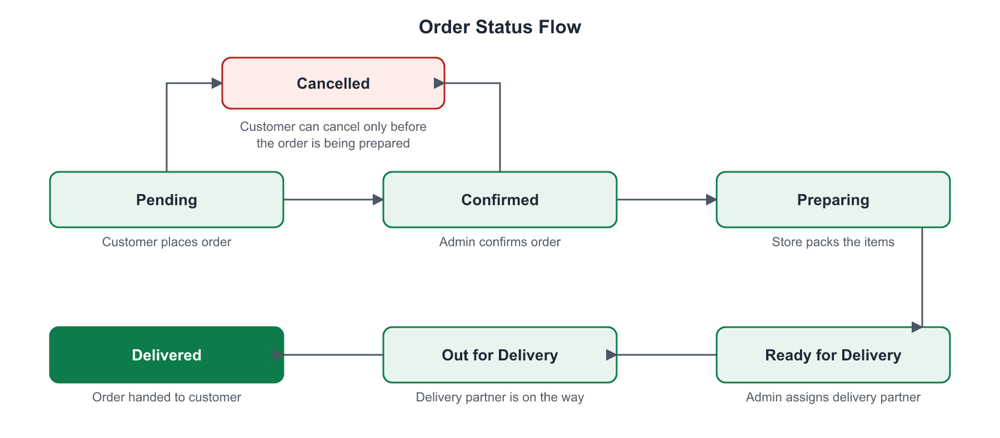 Order Status Flow
Cancelled
Customer can cancel only before
the order is being prepared
Pending
Customer places order
Confirmed
Admin confirms order
Preparing
Store packs the items
Ready for Delivery
Admin assigns delivery partner
Out for Delivery
Delivery partner is on the way
Delivered
Order handed to customer